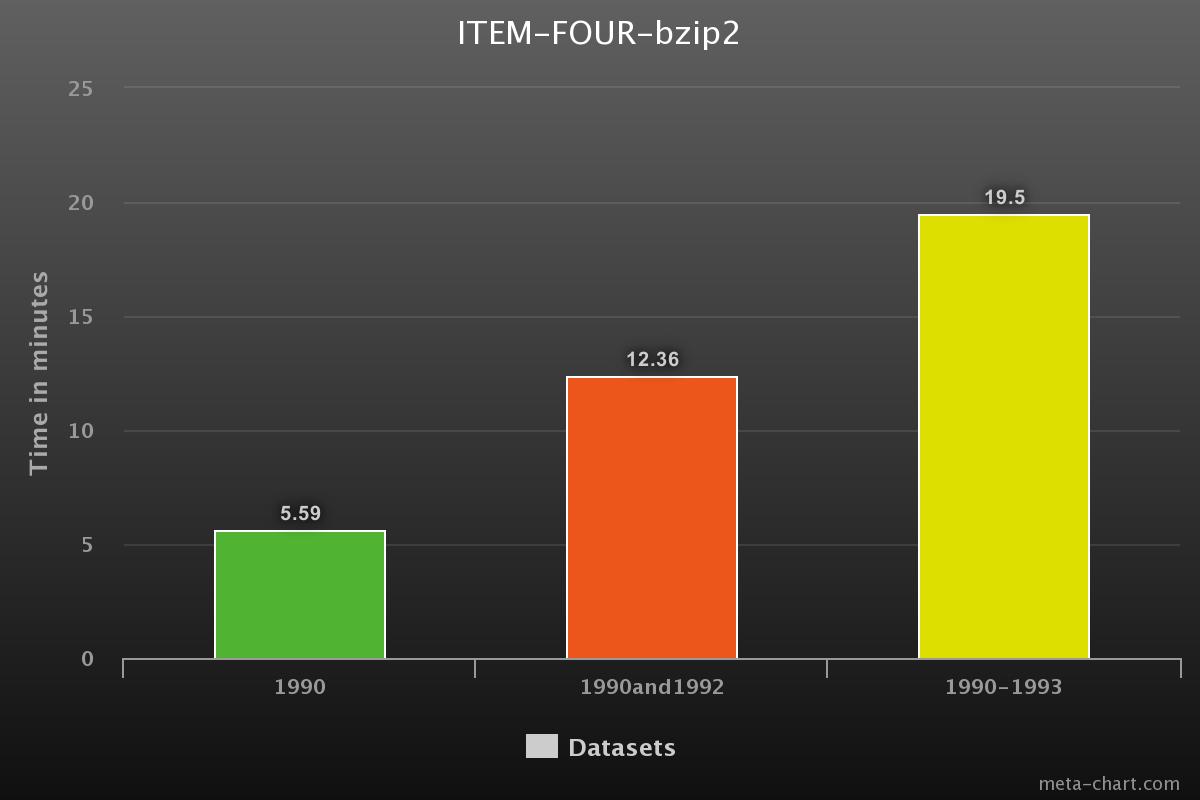 ITEM-FOUR-bzip2
25
20
15
10
5
0
Time in minutes
5.59
12.36
19.5
1990
1990and1992
1990-1993
Datasets
meta-chart.com